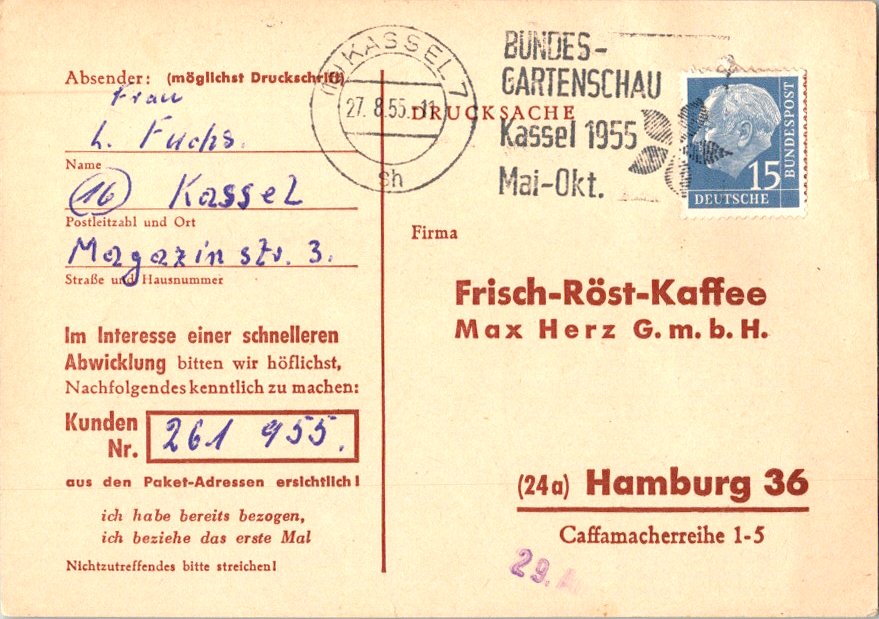 Absender: (möglichst Druckschrift)
Frau
L. Fuchs.
Name
(16) Kassel
Postleitzahl und Ort
Magazinstr. 3.
Straße und Hausnummer
Im Interesse einer schnelleren
Abwicklung bitten wir höflichst,
Nachfolgendes kenntlich zu machen:
Kunden
Nr.
261 955.
aus den Paket-Adressen ersichtlich!
ich habe bereits bezogen,
ich beziehe das erste Mal
Nichtzutreffendes bitte streichen!
(16) KASSEL 7
27. 8.55.-11
sh
BUNDES-
GARTENSCHAU
Kassel 1955
Mai-Okt.
DRUCKSACHE
15
DEUTSCHE
BUNDESPOST
Firma
Frisch-Röst-Kaffee
Max Herz G.m.b.H.
(24a) Hamburg 36
Caffamacherreihe 1-5
29. A